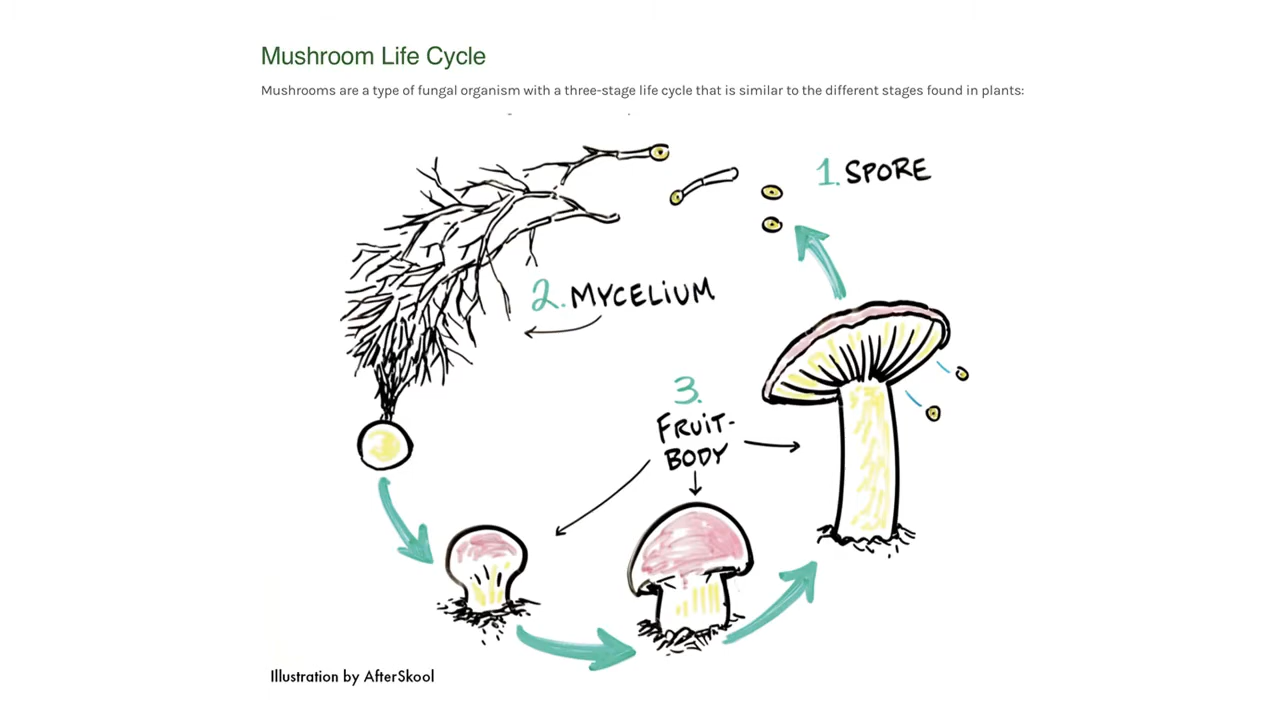 Mushroom Life Cycle
Mushrooms are a type of fungal organism with a three-stage life cycle that is similar to the different stages found in plants:
1. SPORE
2. MYCELIUM
3.
FRUIT-
BODY
Illustration by AfterSkool